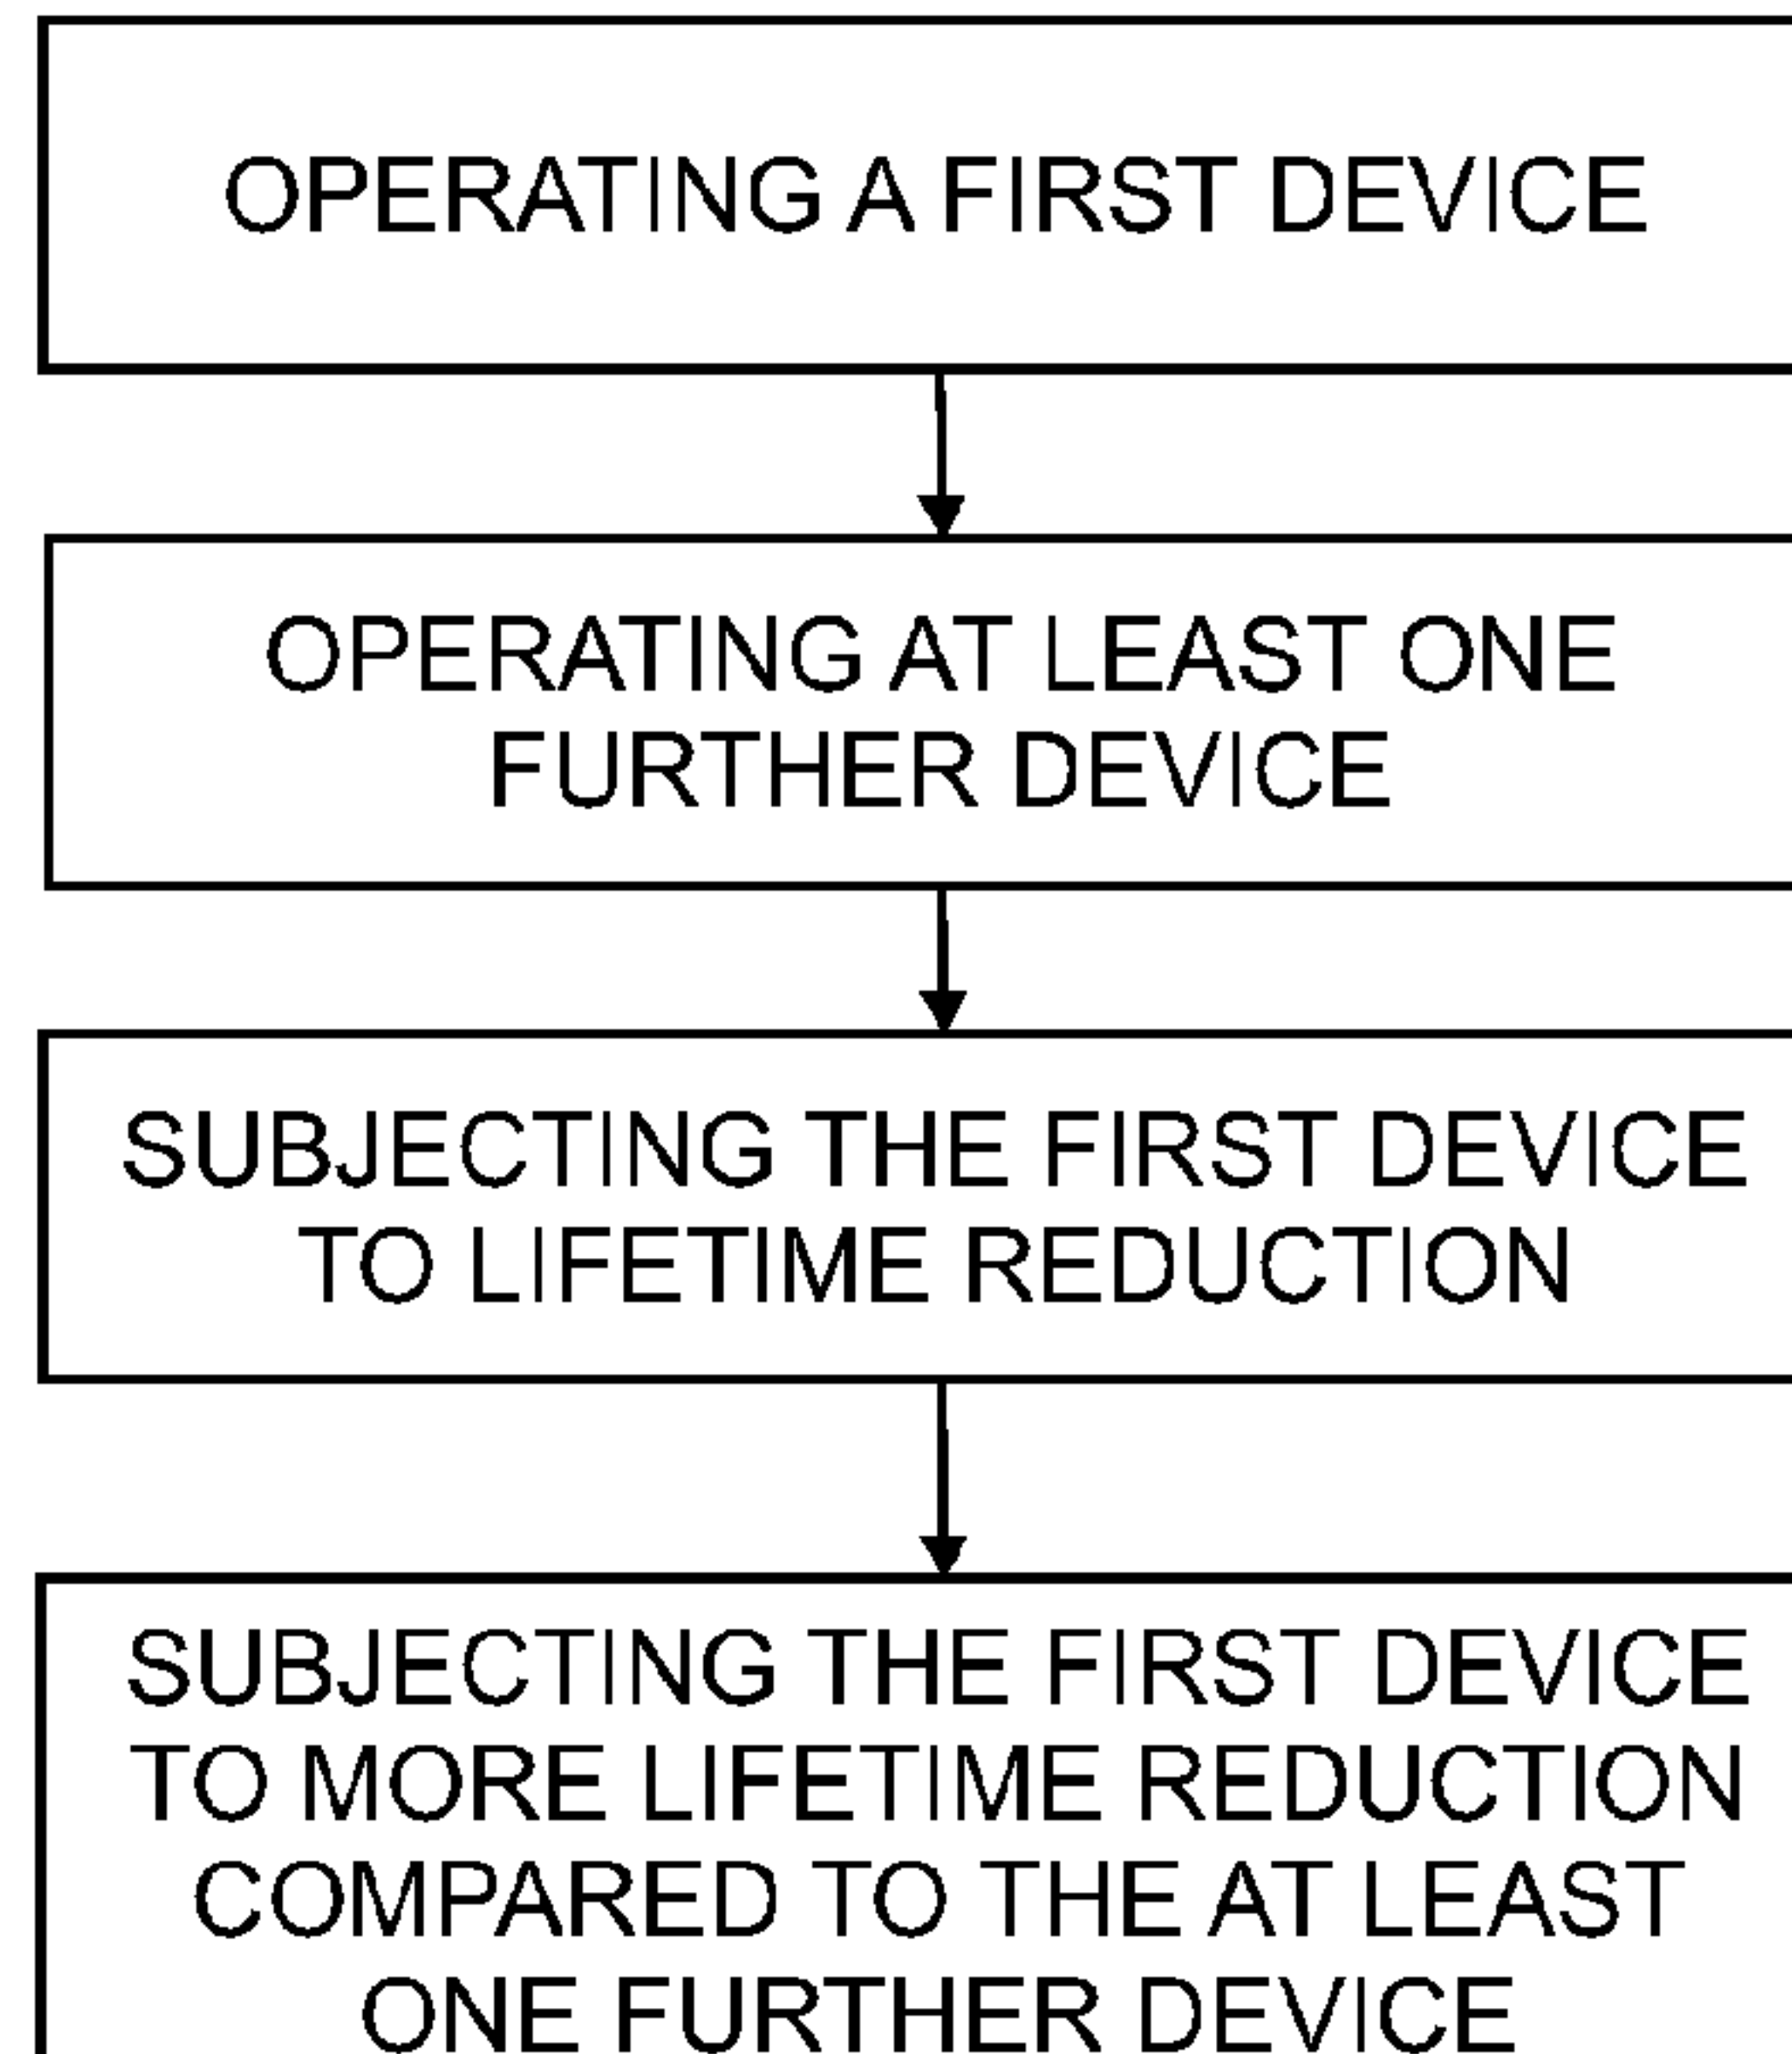 OPERATING A FIRST DEVICE
OPERATING AT LEAST ONE
FURTHER DEVICE
SUBJECTING THE FIRST DEVICE
TO LIFETIME REDUCTION
SUBJECTING THE FIRST DEVICE
TO MORE LIFETIME REDUCTION
COMPARED TO THE AT LEAST
ONE FURTHER DEVICE